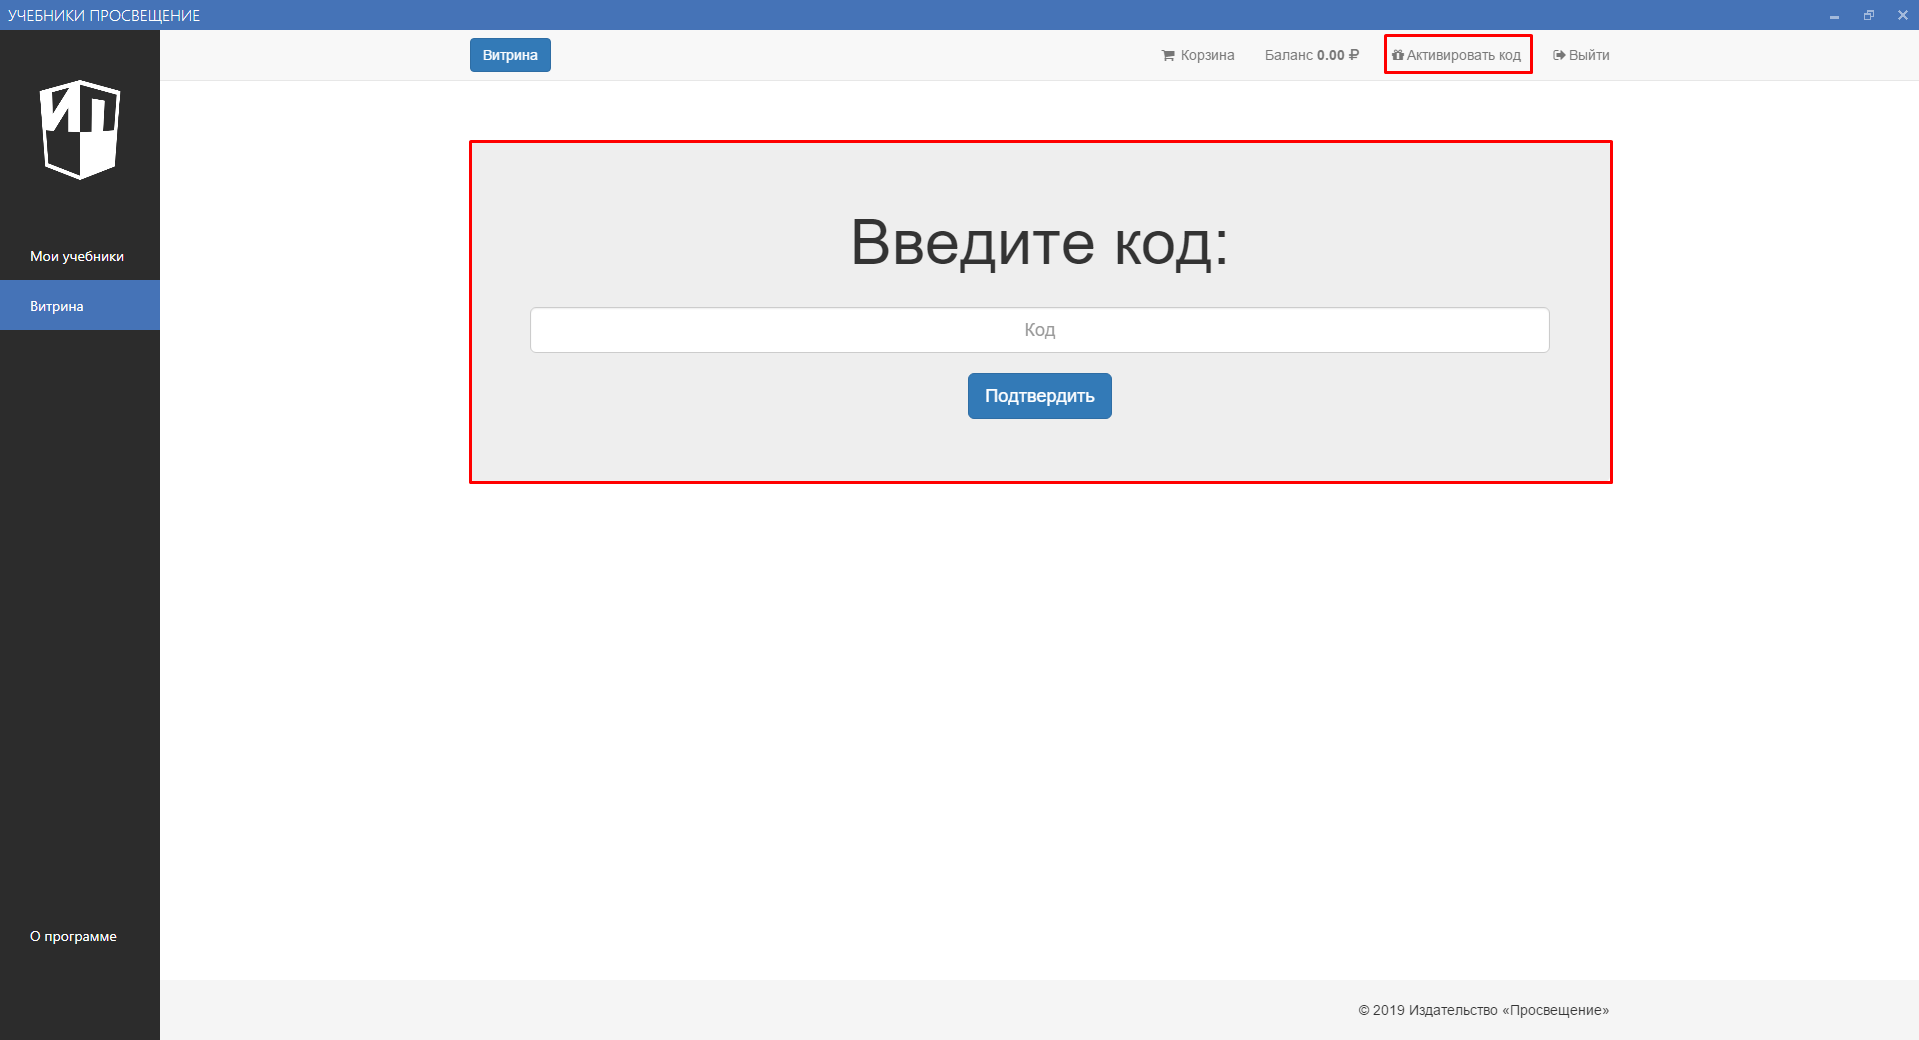 УЧЕБНИКИ ПРОСВЕЩЕНИЕ
Витрина
Корзина
Баланс 0.00 ₽
Активировать код
Выйти
ИП
Мои учебники
Витрина
Введите код:
Код
Подтвердить
О программе
© 2019 Издательство «Просвещение»